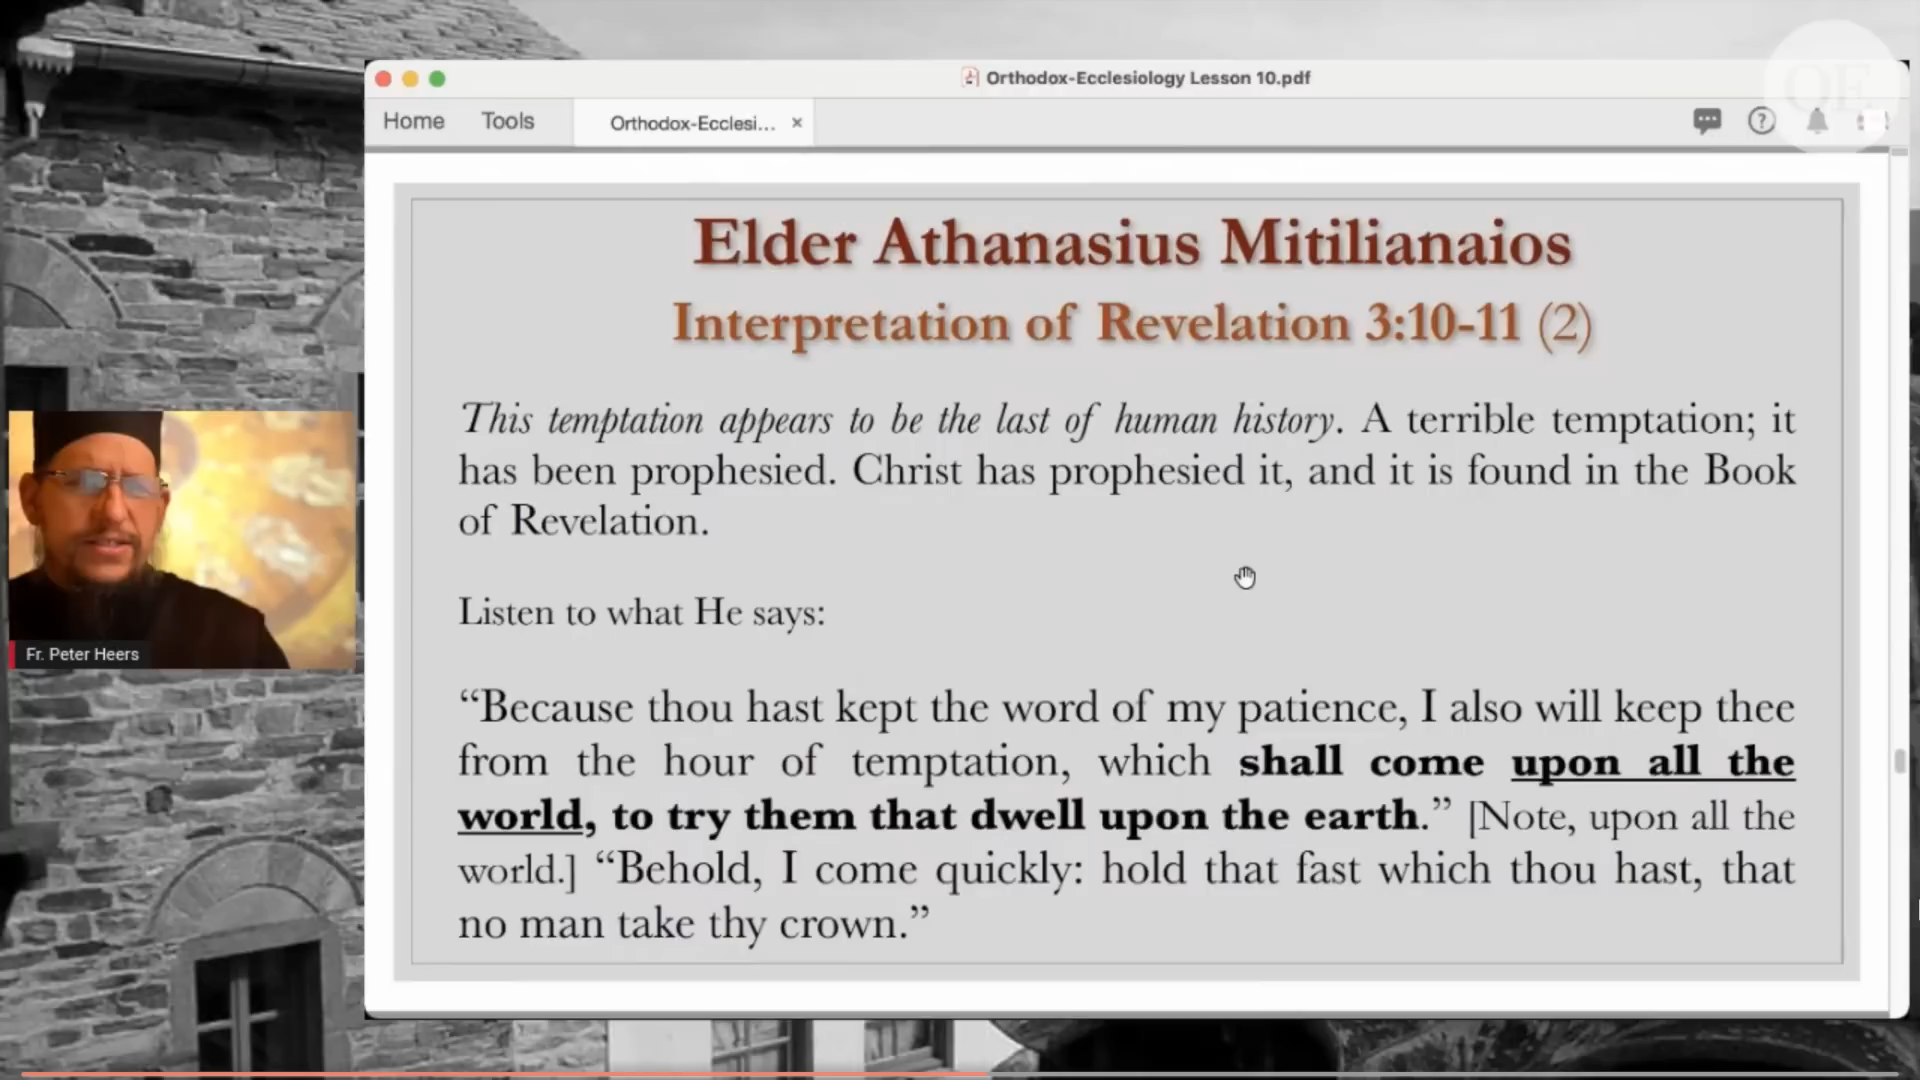 OE
Orthodox-Ecclesiology Lesson 10.pdf
Home Tools Orthodox-Ecclesi... ×
Elder Athanasius Mitilianaios
Interpretation of Revelation 3:10-11 (2)
This temptation appears to be the last of human history. A terrible temptation; it
has been prophesied. Christ has prophesied it, and it is found in the Book
of Revelation.
Listen to what He says:
“Because thou hast kept the word of my patience, I also will keep thee
from the hour of temptation, which shall come upon all the
world, to try them that dwell upon the earth.” [Note, upon all the
world.] “Behold, I come quickly: hold that fast which thou hast, that
no man take thy crown.”
Fr. Peter Heers